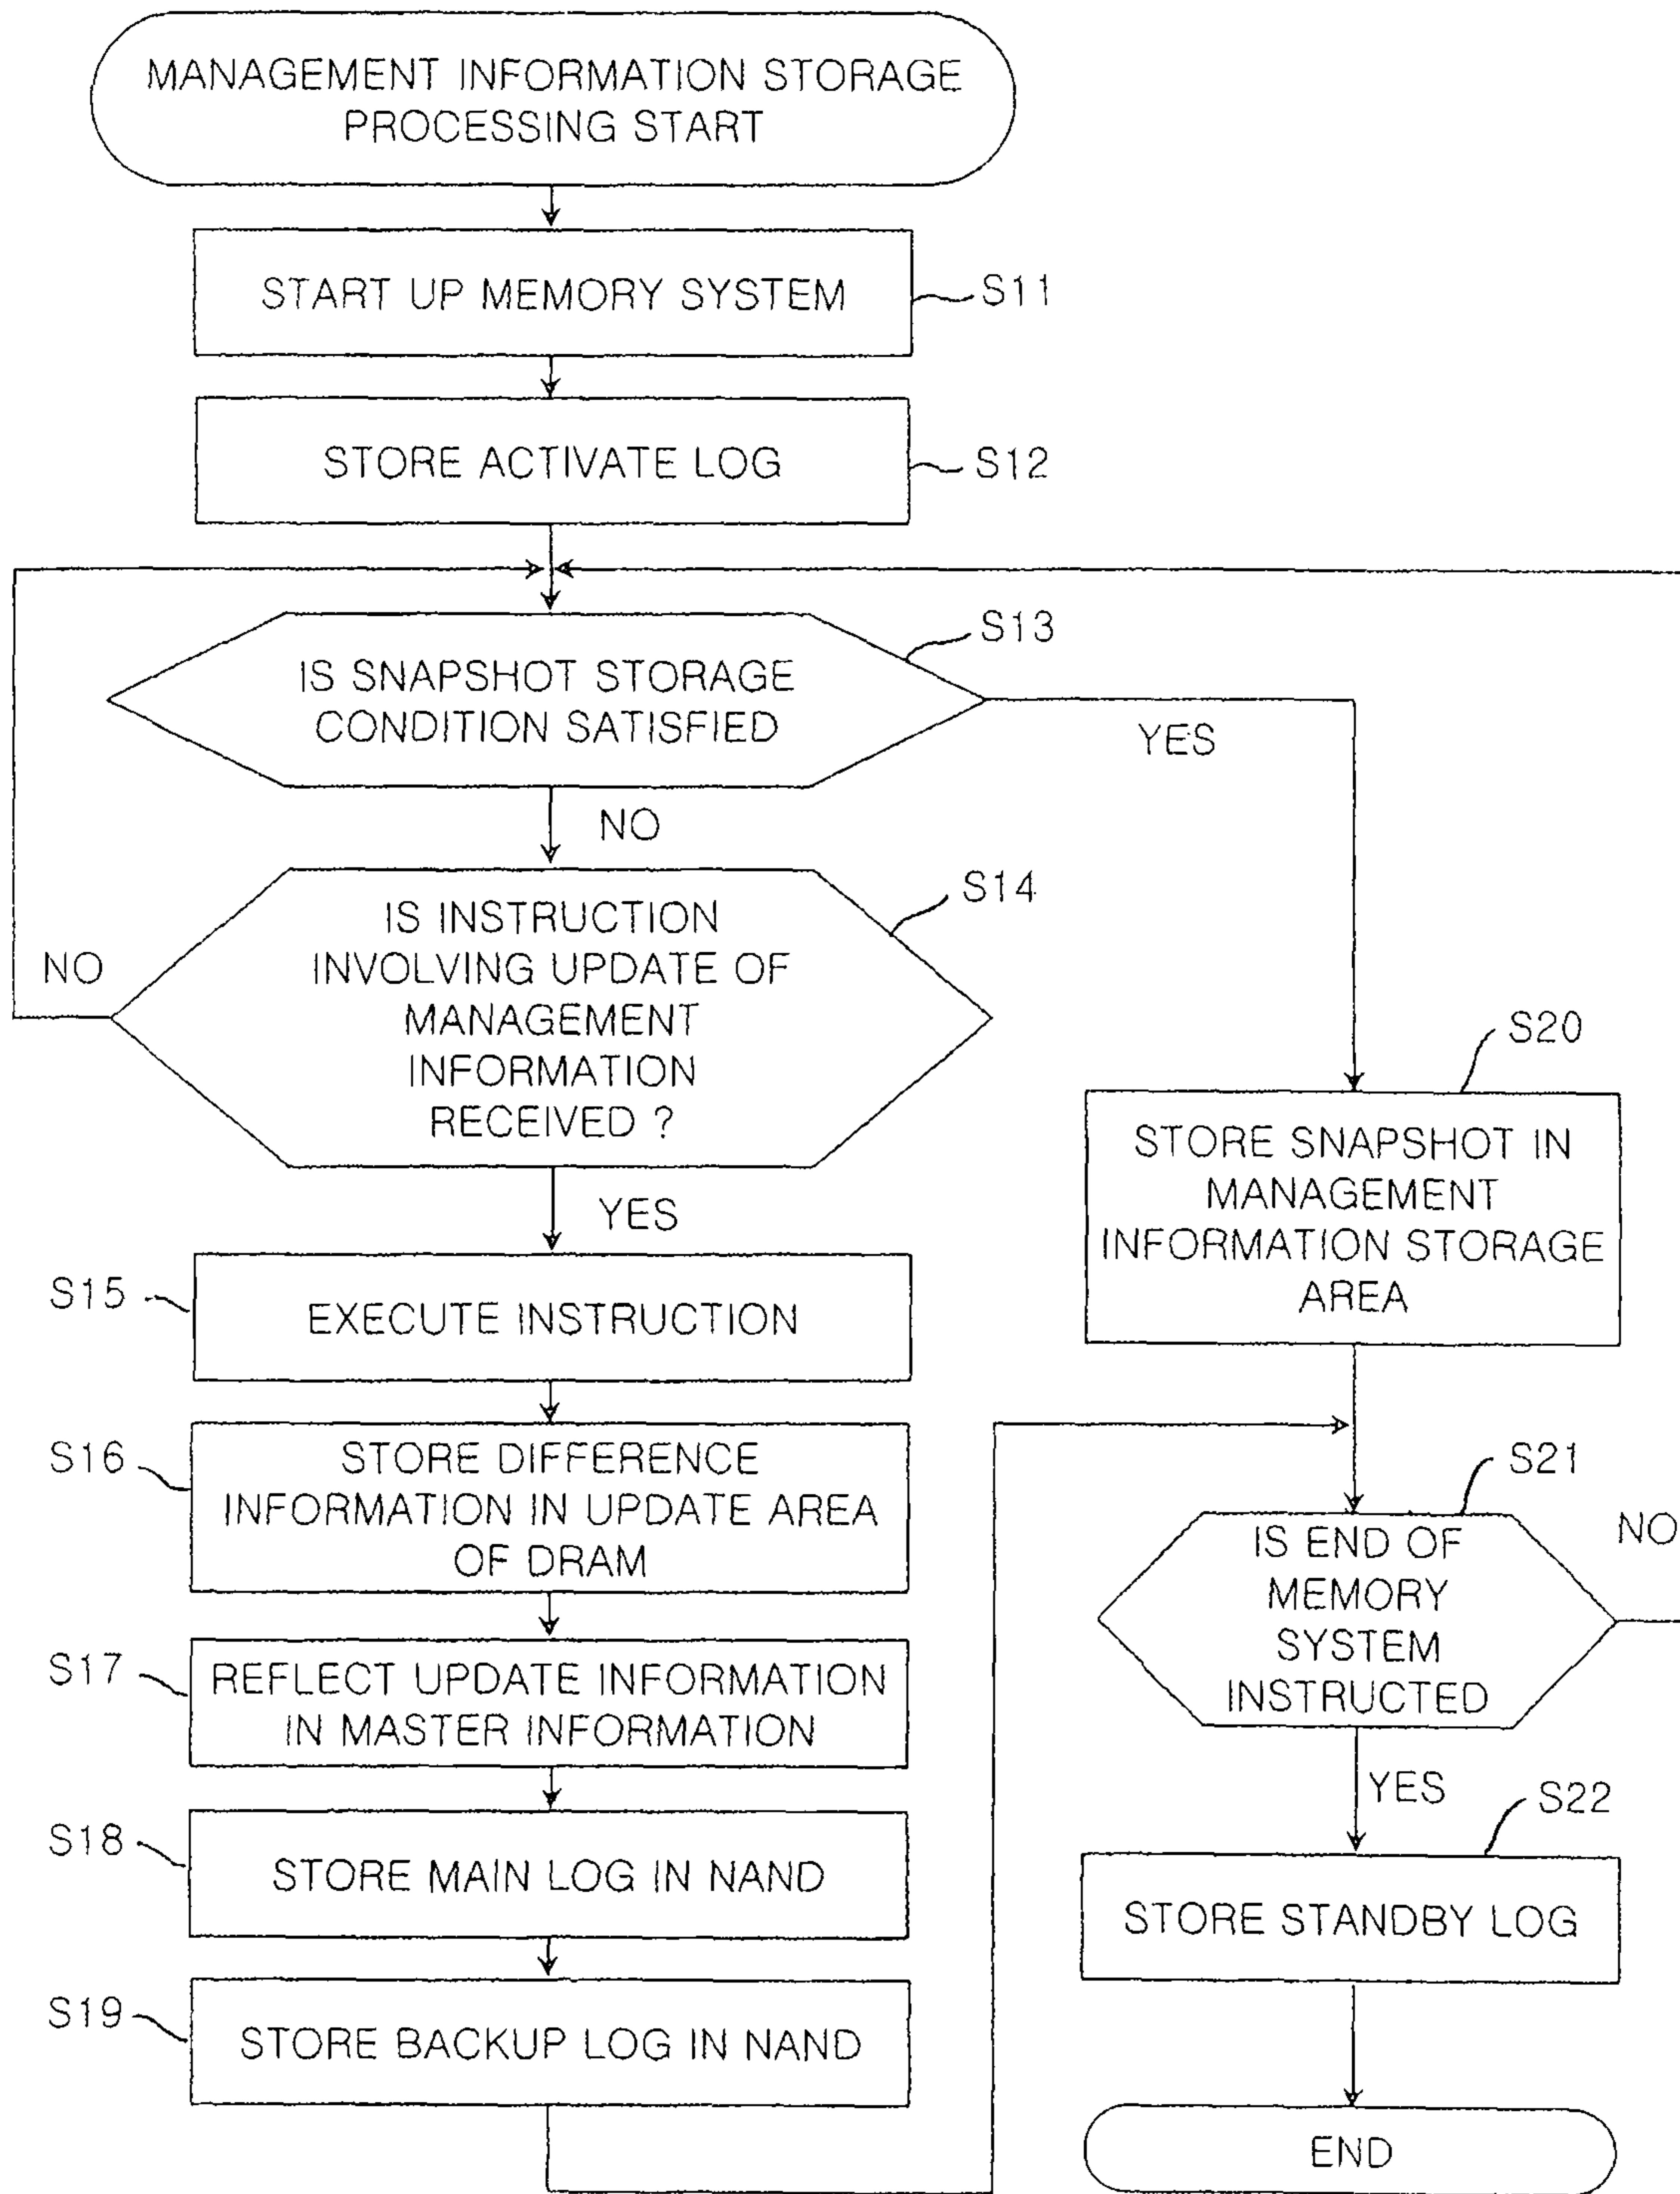 MANAGEMENT INFORMATION STORAGE
PROCESSING START
START UP MEMORY SYSTEM
S11
STORE ACTIVATE LOG
S12
S13
IS SNAPSHOT STORAGE
CONDITION SATISFIED
YES
NO
S14
IS INSTRUCTION
INVOLVING UPDATE OF
MANAGEMENT
INFORMATION
RECEIVED ?
NO
YES
S15
EXECUTE INSTRUCTION
S16
STORE DIFFERENCE
INFORMATION IN UPDATE AREA
OF DRAM
S17
REFLECT UPDATE INFORMATION
IN MASTER INFORMATION
S18
STORE MAIN LOG IN NAND
S19
STORE BACKUP LOG IN NAND
S20
STORE SNAPSHOT IN
MANAGEMENT
INFORMATION STORAGE
AREA
S21
IS END OF
MEMORY
SYSTEM
INSTRUCTED
NO
YES
S22
STORE STANDBY LOG
END